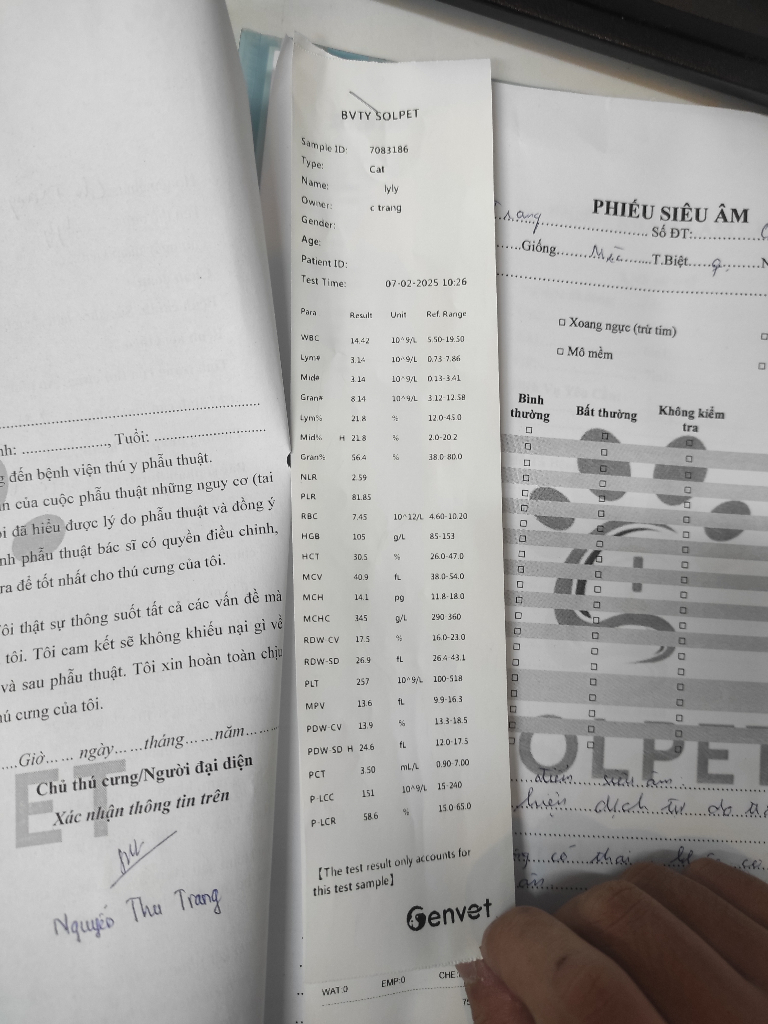 BVTY SOLPET
Sample ID: 7083186
Type: Cat
Name: lyly
Owner: c trang
Gender:
Age:
Patient ID:
Test Time: 07-02-2025 10:26
Para Result Unit Ref. Range
WBC 14.42 10^9/L 5.50-19.50
Lym# 3.14 10^9/L 0.73-7.86
Mid# 3.14 10^9/L 0.13-3.41
Gran# 8.14 10^9/L 3.12-12.58
Lym% 21.8 % 12.0-45.0
Mid% H 21.8 % 2.0-20.2
Gran% 56.4 % 38.0-80.0
NLR 2.59
PLR 81.85
RBC 7.45 10^12/L 4.60-10.20
HGB 105 g/L 85-153
HCT 30.5 % 26.0-47.0
MCV 40.9 fL 38.0-54.0
MCH 14.1 pg 11.8-18.0
MCHC 345 g/L 290-360
RDW-CV 17.5 % 16.0-23.0
RDW-SD 26.9 fL 26.4-43.1
PLT 257 10^9/L 100-518
MPV 13.6 fL 9.9-16.3
PDW-CV 13.9 % 13.3-18.5
PDW-SD H 24.6 fL 12.0-17.5
PCT 3.50 mL/L 0.90-7.00
P-LCC 151 10^9/L 15-240
P-LCR 58.6 % 15.0-65.0
【The test result only accounts for
this test sample】
Genvet
WAT:0 EMP:0
..............., Tuổi: ...............
đến bệnh viện thú y phẫu thuật.
của cuộc phẫu thuật những nguy cơ (tai
đã hiểu được lý do phẫu thuật và đồng ý
phẫu thuật bác sĩ có quyền điều chỉnh,
ra để tốt nhất cho thú cưng của tôi.
Tôi thật sự thông suốt tất cả các vấn đề mà
tôi. Tôi cam kết sẽ không khiếu nại gì về
và sau phẫu thuật. Tôi xin hoàn toàn chịu
thú cưng của tôi.
....Giờ...... ngày......tháng......năm......
Chủ thú cưng/Người đại diện
Xác nhận thông tin trên
Nguyễn Thu Trang
PHIẾU SIÊU ÂM
Trang Số ĐT:
Giống Mèo T.Biệt
Xoang ngực (trừ tim)
Mô mềm
Bình thường Bất thường Không kiểm tra
OLPET
siêu âm
hiện dịch tự do
có thai